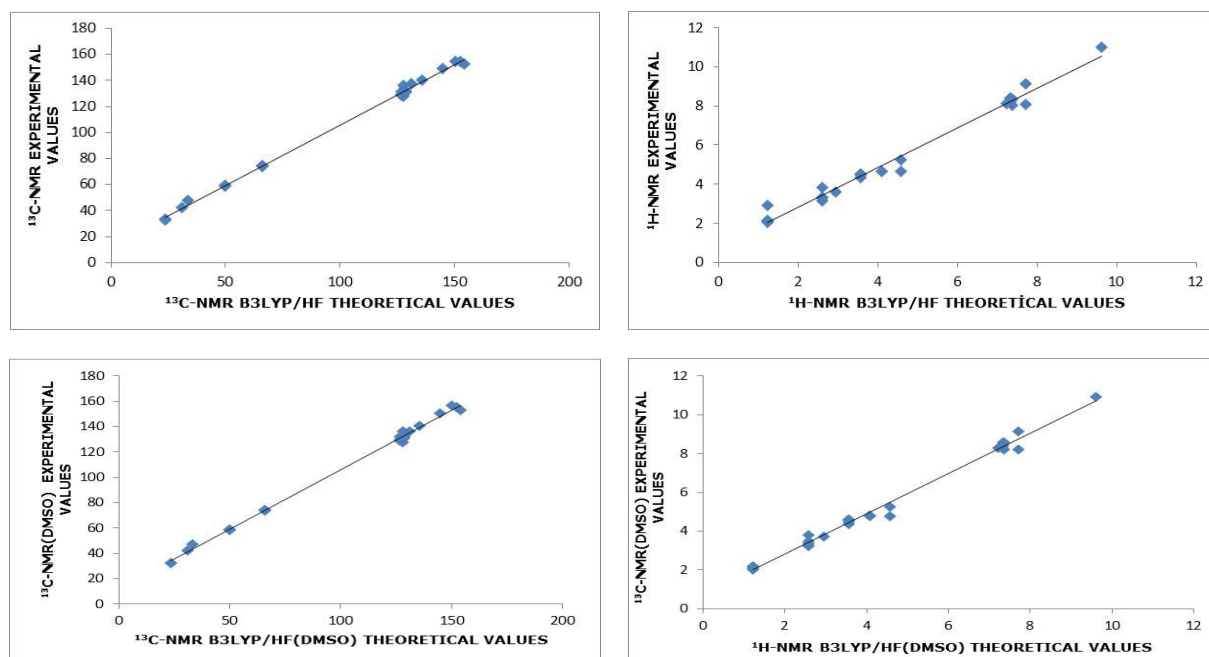 ¹³C-NMR EXPERIMENTAL
VALUES
180
160
140
120
100
80
60
40
20
0
0 50 100 150 200
¹³C-NMR B3LYP/HF THEORETICAL VALUES
¹H-NMR EXPERIMENTAL
VALUES
12
10
8
6
4
2
0
0 2 4 6 8 10 12
¹H-NMR B3LYP/HF THEORETİCAL VALUES
¹³C-NMR(DMSO) EXPERIMENTAL
VALUES
180
160
140
120
100
80
60
40
20
0
0 50 100 150 200
¹³C-NMR B3LYP/HF(DMSO) THEORETICAL VALUES
¹³C-NMR(DMSO) EXPERIMENTAL
VALUES
12
10
8
6
4
2
0
0 2 4 6 8 10 12
¹H-NMR B3LYP/HF(DMSO) THEORETICAL VALUES